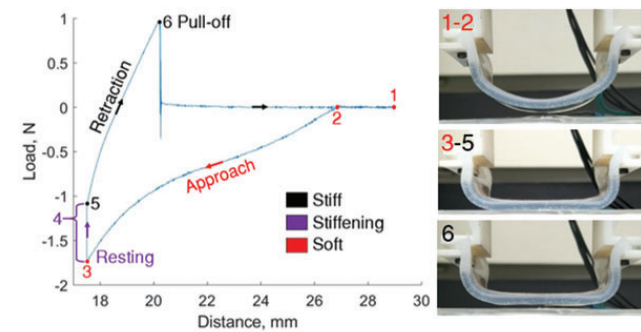 1
0.5
0
-0.5
-1
-1.5
-2
Load, N
18
20
22
24
26
28
30
Distance, mm
6 Pull-off
Retraction
1
2
Approach
5
4
Resting
3
Stiff
Stiffening
Soft
1-2
3-5
6